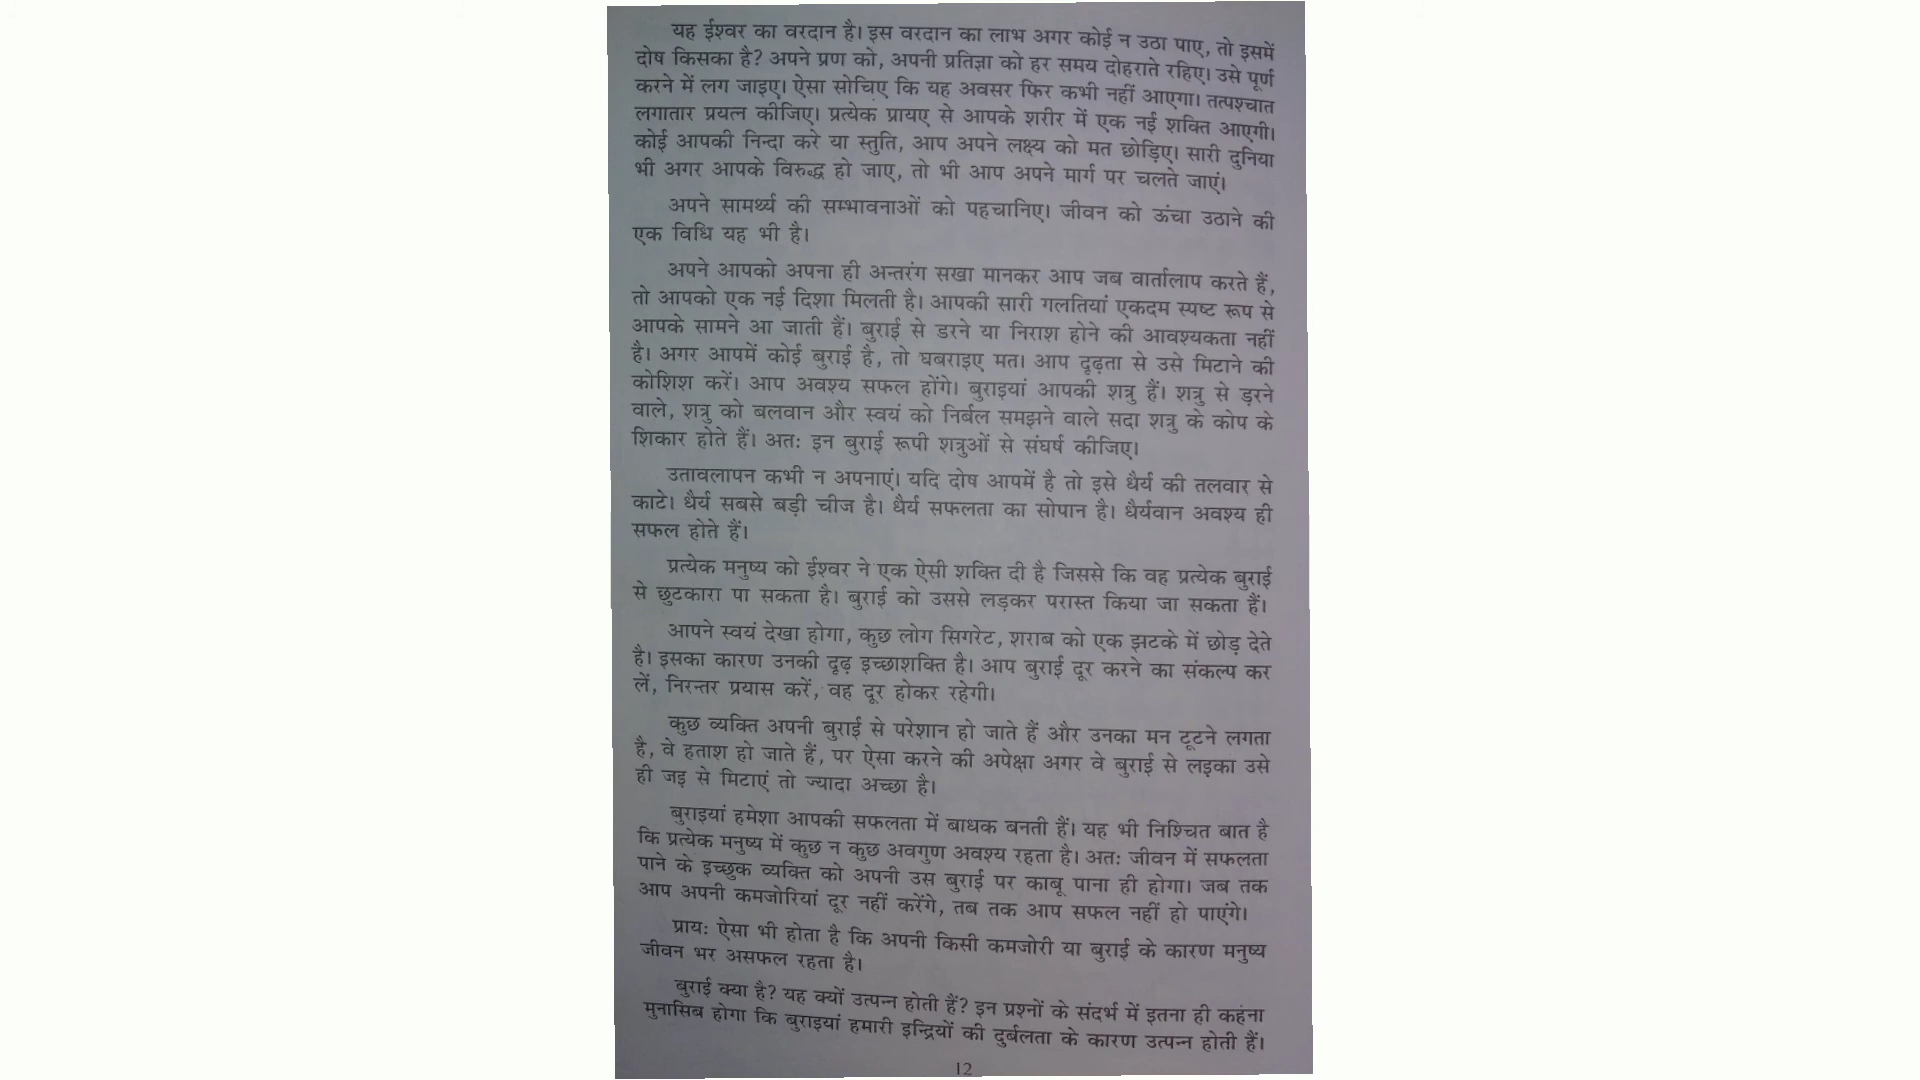 यह ईश्वर का वरदान है। इस वरदान का लाभ अगर कोई न उठा पाए, तो इसमें
दोष किसका है? अपने प्रण को, अपनी प्रतिज्ञा को हर समय दोहराते रहिए। उसे पूर्ण
करने में लग जाइए। ऐसा सोचिए कि यह अवसर फिर कभी नहीं आएगा। तत्पश्चात
लगातार प्रयत्न कीजिए। प्रत्येक प्रायए से आपके शरीर में एक नई शक्ति आएगी।
कोई आपकी निन्दा करे या स्तुति, आप अपने लक्ष्य को मत छोड़िए। सारी दुनिया
भी अगर आपके विरुद्ध हो जाए, तो भी आप अपने मार्ग पर चलते जाएं।
अपने सामर्थ्य की सम्भावनाओं को पहचानिए। जीवन को ऊंचा उठाने की
एक विधि यह भी है।
अपने आपको अपना ही अन्तरंग सखा मानकर आप जब वार्तालाप करते हैं,
तो आपको एक नई दिशा मिलती है। आपकी सारी गलतियां एकदम स्पष्ट रूप से
आपके सामने आ जाती हैं। बुराई से डरने या निराश होने की आवश्यकता नहीं
है। अगर आपमें कोई बुराई है, तो घबराइए मत। आप दृढ़ता से उसे मिटाने की
कोशिश करें। आप अवश्य सफल होंगे। बुराइयां आपकी शत्रु हैं। शत्रु से ड़रने
वाले, शत्रु को बलवान और स्वयं को निर्बल समझने वाले सदा शत्रु के कोप के
शिकार होते हैं। अतः इन बुराई रूपी शत्रुओं से संघर्ष कीजिए।
उतावलापन कभी न अपनाएं। यदि दोष आपमें है तो इसे धैर्य की तलवार से
काटे। धैर्य सबसे बड़ी चीज है। धैर्य सफलता का सोपान है। धैर्यवान अवश्य ही
सफल होते हैं।
प्रत्येक मनुष्य को ईश्वर ने एक ऐसी शक्ति दी है जिससे कि वह प्रत्येक बुराई
से छुटकारा पा सकता है। बुराई को उससे लड़कर परास्त किया जा सकता हैं।
आपने स्वयं देखा होगा, कुछ लोग सिगरेट, शराब को एक झटके में छोड़ देते
है। इसका कारण उनकी दृढ़ इच्छाशक्ति है। आप बुराई दूर करने का संकल्प कर
लें, निरन्तर प्रयास करें, वह दूर होकर रहेगी।
कुछ व्यक्ति अपनी बुराई से परेशान हो जाते हैं और उनका मन टूटने लगता
है, वे हताश हो जाते हैं, पर ऐसा करने की अपेक्षा अगर वे बुराई से लड़का उसे
ही जड़ से मिटाएं तो ज्यादा अच्छा है।
बुराइयां हमेशा आपकी सफलता में बाधक बनती हैं। यह भी निश्चित बात है
कि प्रत्येक मनुष्य में कुछ न कुछ अवगुण अवश्य रहता है। अतः जीवन में सफलता
पाने के इच्छुक व्यक्ति को अपनी उस बुराई पर काबू पाना ही होगा। जब तक
आप अपनी कमजोरियां दूर नहीं करेंगे, तब तक आप सफल नहीं हो पाएंगे।
प्रायः ऐसा भी होता है कि अपनी किसी कमजोरी या बुराई के कारण मनुष्य
जीवन भर असफल रहता है।
बुराई क्या है? यह क्यों उत्पन्न होती हैं? इन प्रश्नों के संदर्भ में इतना ही कहना
मुनासिब होगा कि बुराइयां हमारी इन्द्रियों की दुर्बलता के कारण उत्पन्न होती हैं।
12